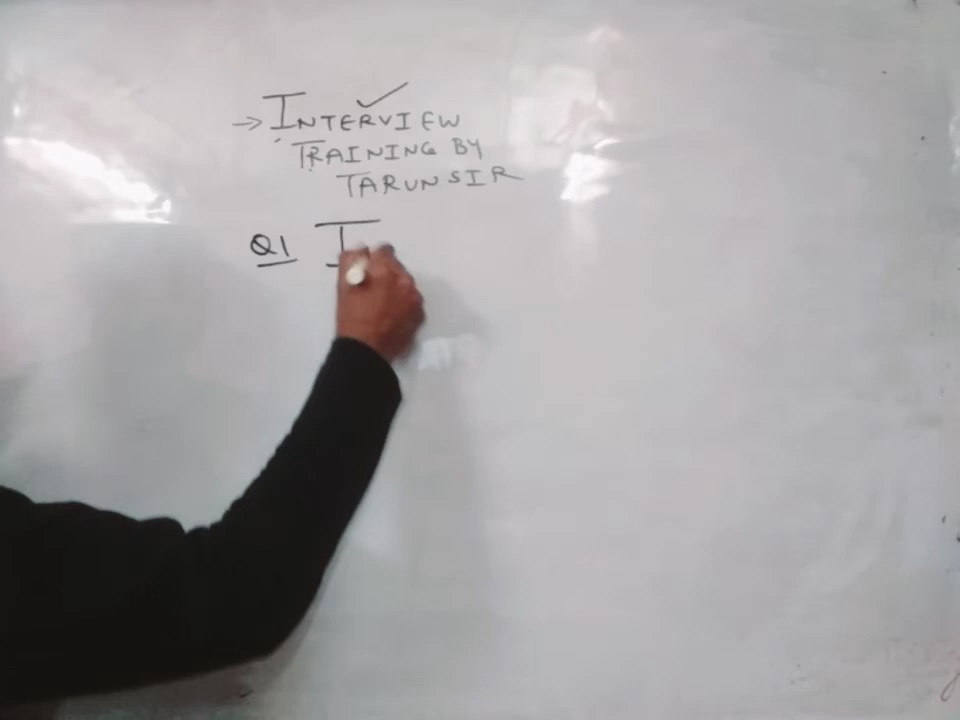 → INTERVIEW ✓
TRAINING BY
TARUN SIR
Q1 I